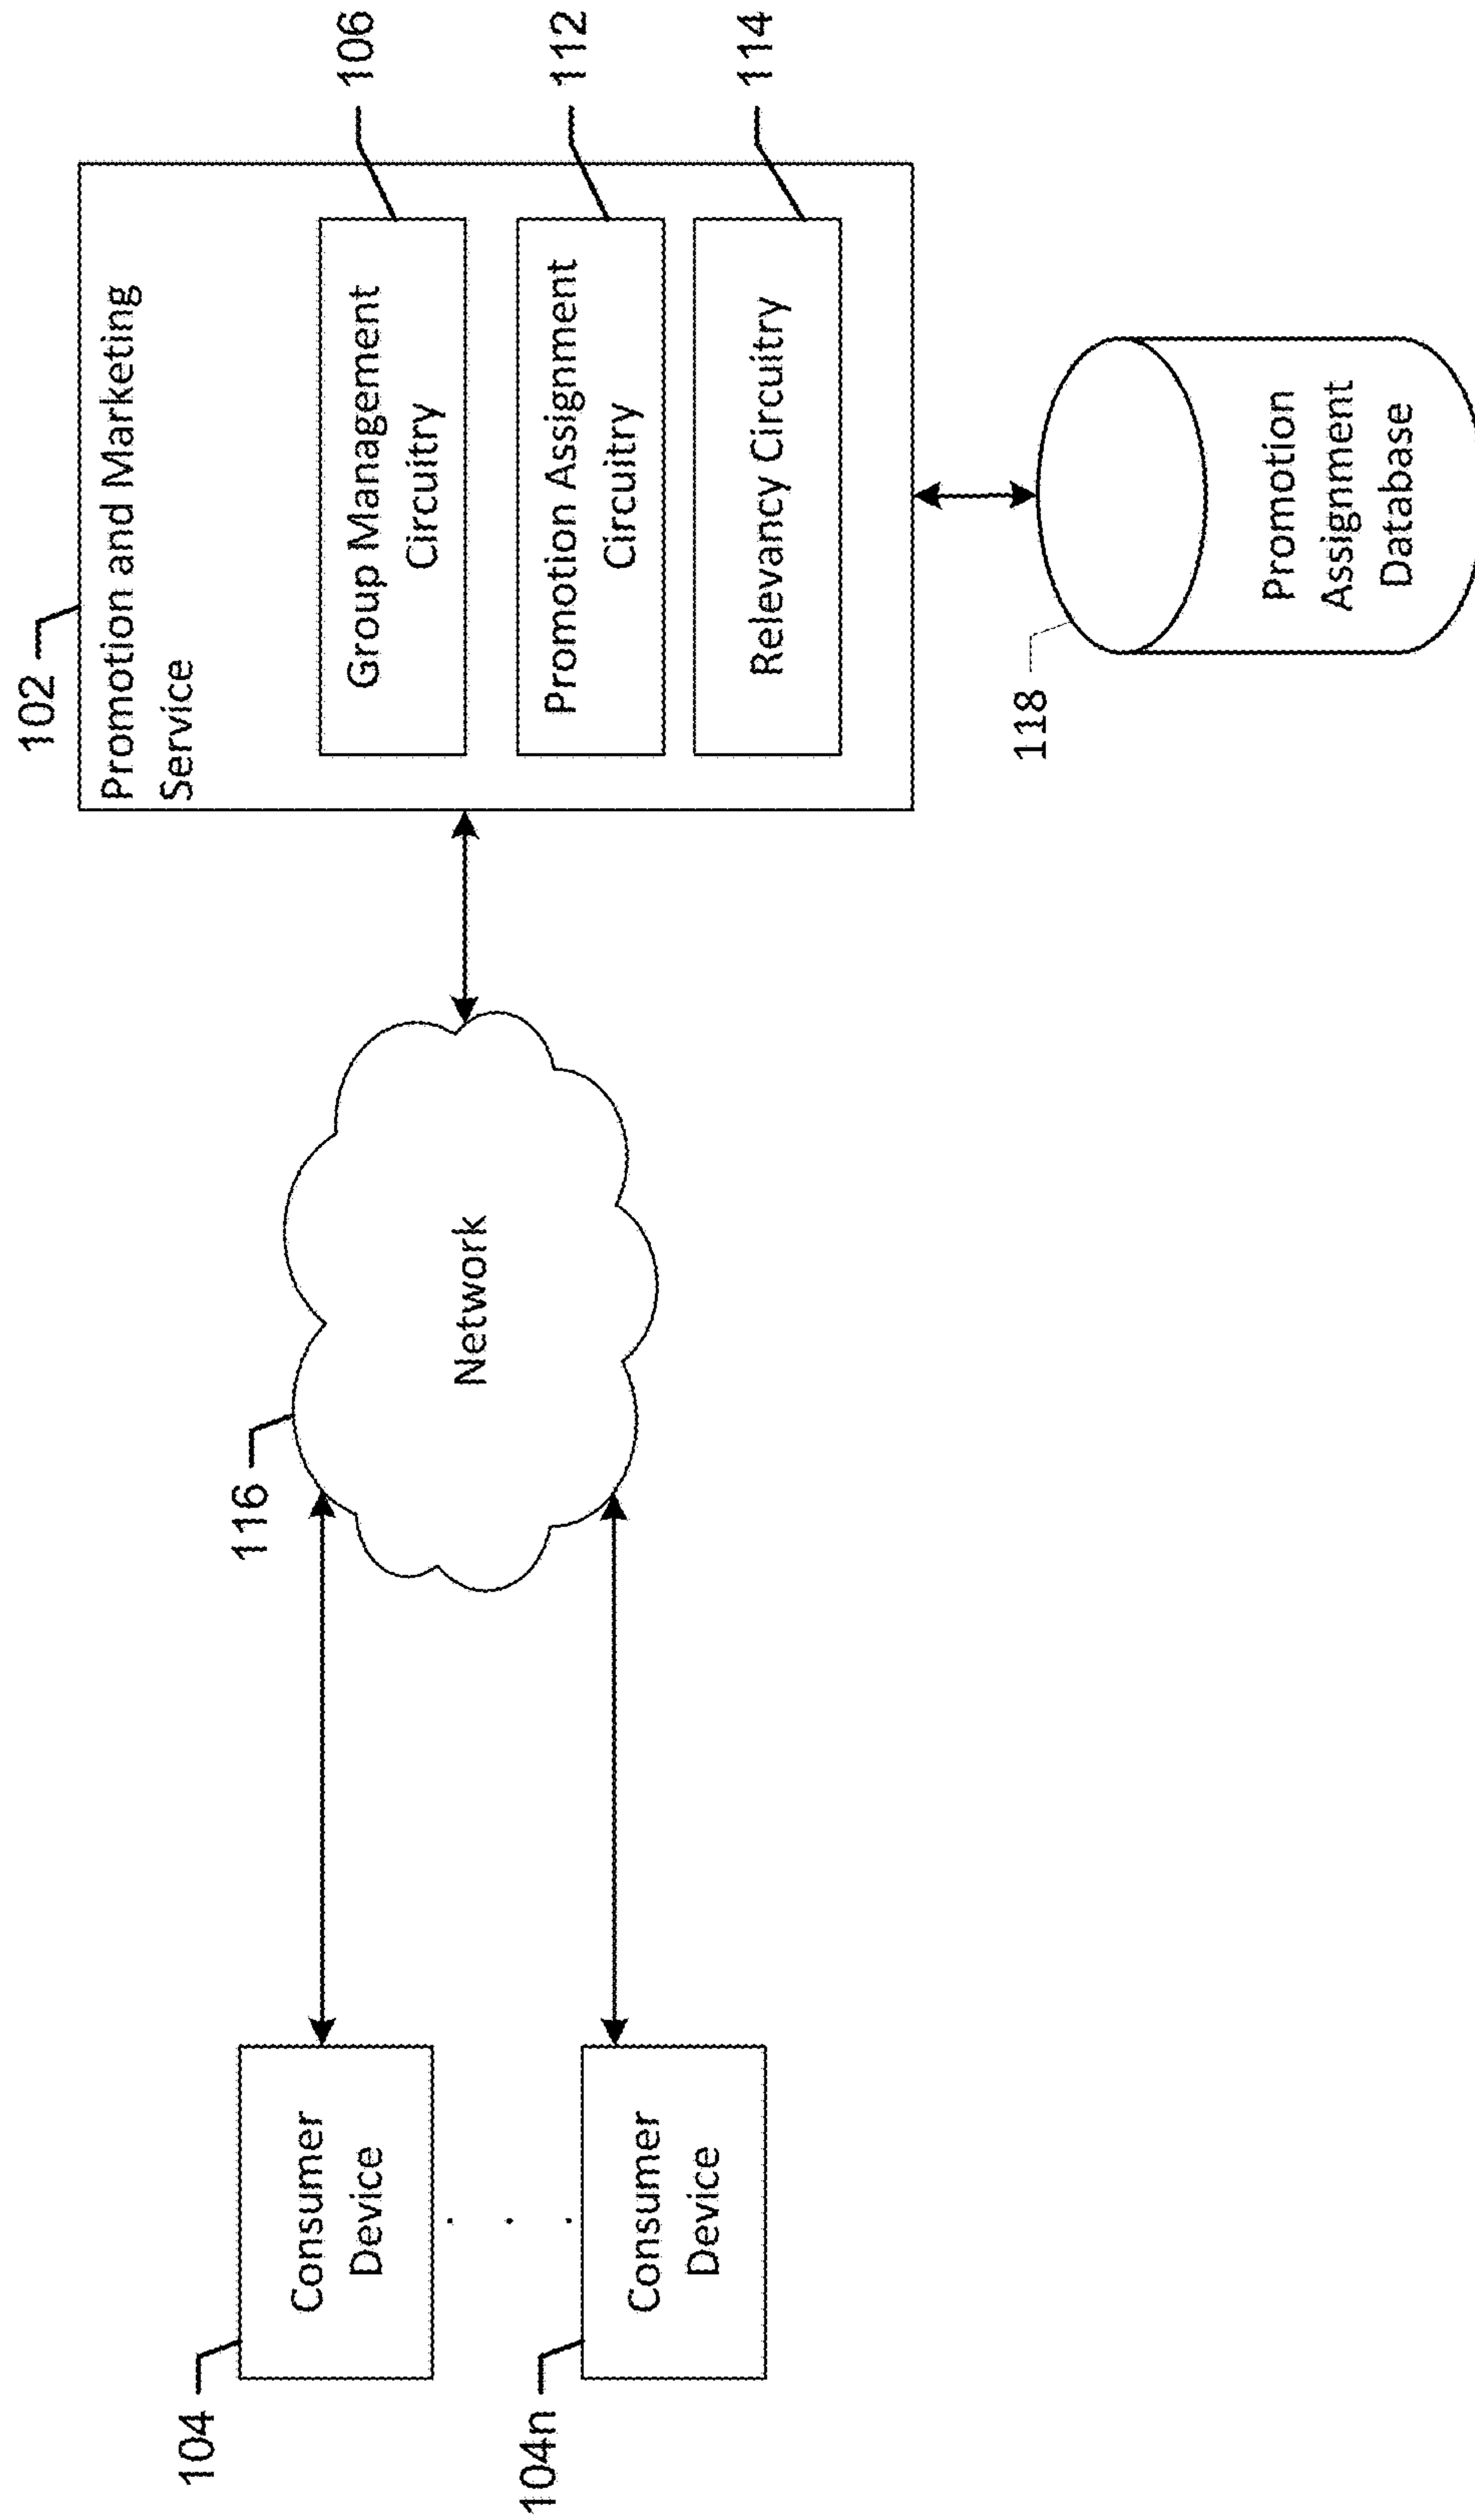 102
Promotion and Marketing
Service
106
Group Management
Circuitry
112
Promotion Assignment
Circuitry
114
Relevancy Circuitry
116
Network
104
Consumer
Device
. . .
104n
Consumer
Device
118
Promotion
Assignment
Database